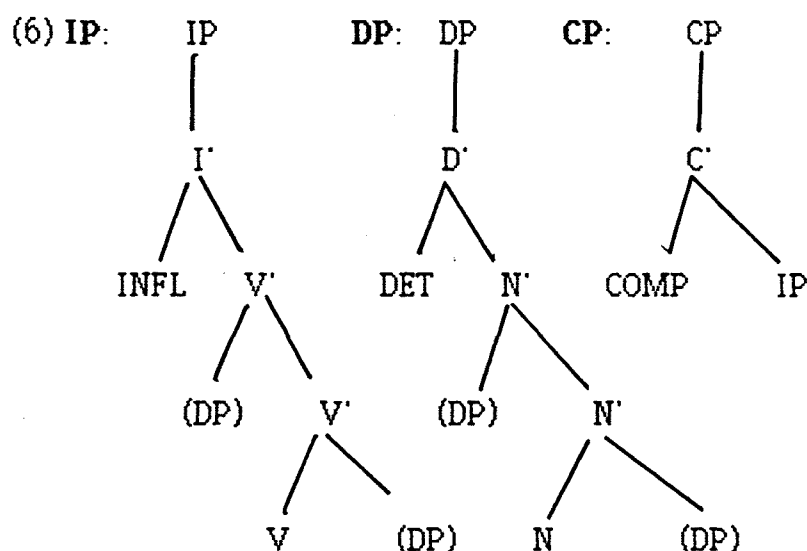 (6) IP: IP DP: DP CP: CP
I' D' C'
INFL V' DET N' COMP IP
(DP) V' (DP) N'
V (DP) N (DP)